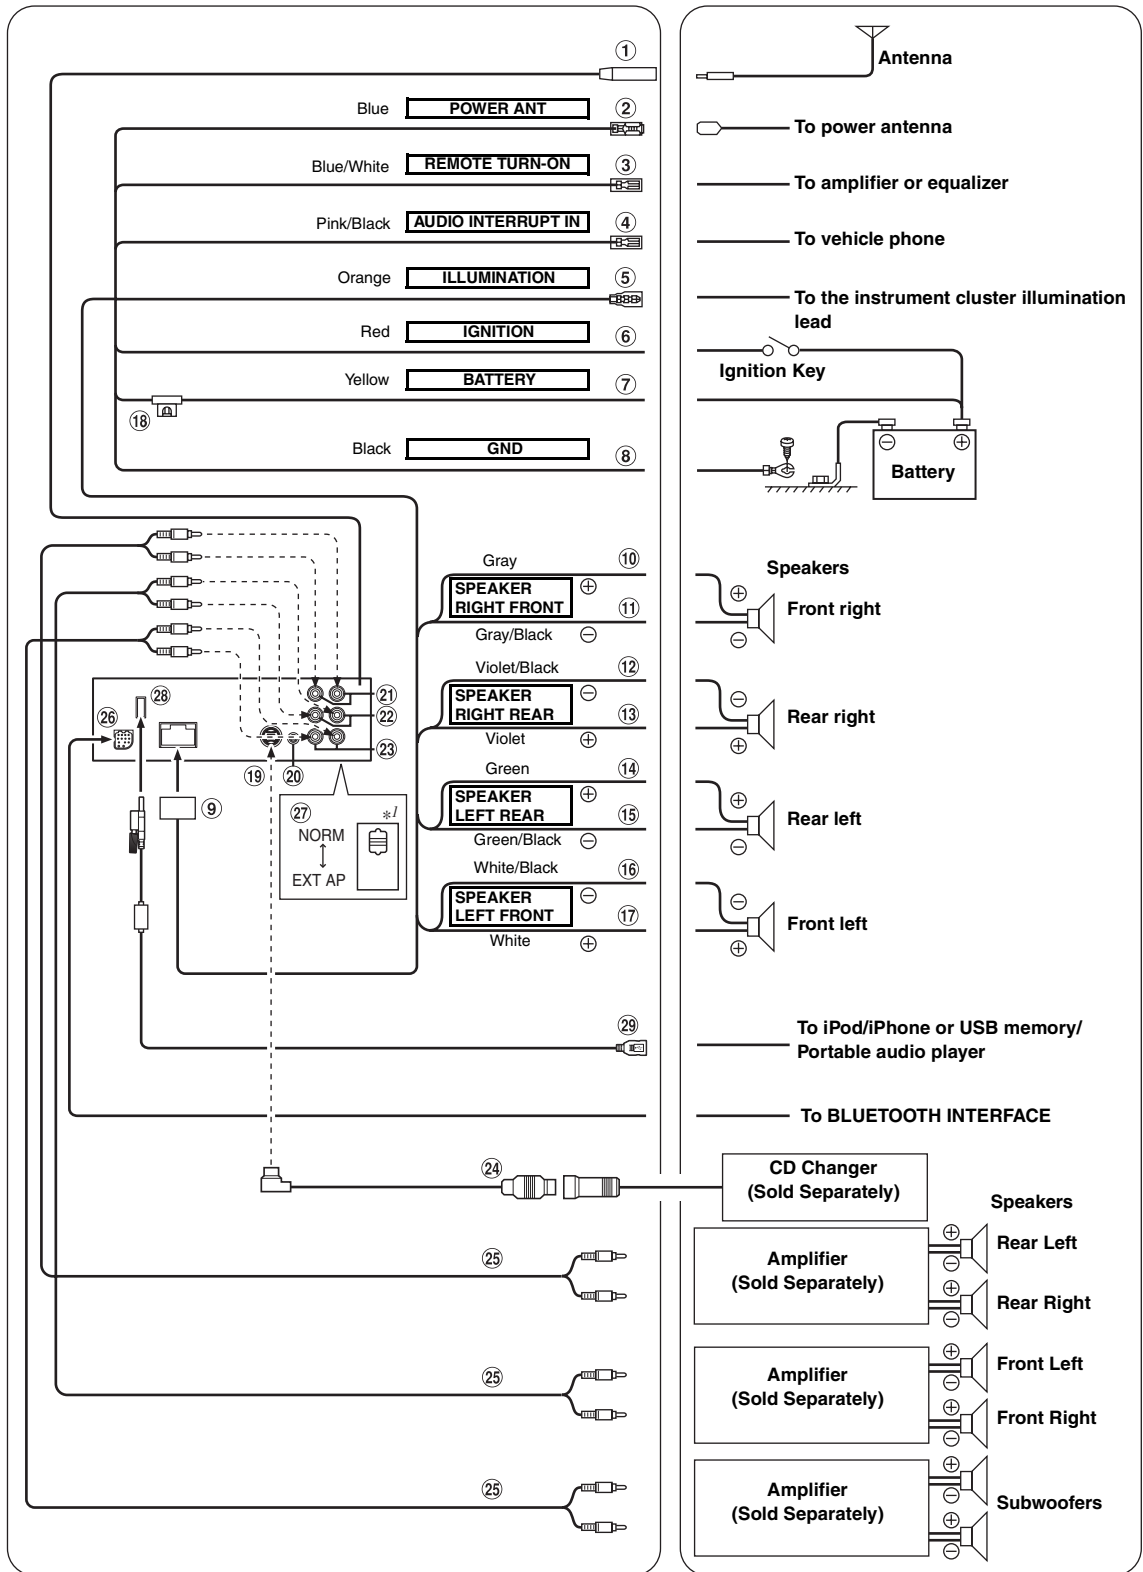 ①
Antenna
Blue POWER ANT ②
To power antenna
Blue/White REMOTE TURN-ON ③
To amplifier or equalizer
Pink/Black AUDIO INTERRUPT IN ④
To vehicle phone
Orange ILLUMINATION ⑤
To the instrument cluster illumination
lead
Red IGNITION ⑥
Ignition Key
Yellow BATTERY ⑦
⑱
Black GND ⑧
⊖ ⊕
Battery
Speakers
Gray ⑩
SPEAKER
RIGHT FRONT
⊕
⑪
Gray/Black ⊖
⊕
Front right
⊖
Violet/Black ⑫
SPEAKER
RIGHT REAR
⊖
⑬
Violet ⊕
⊖
Rear right
⊕
Green ⑭
SPEAKER
LEFT REAR
⊕
⑮
Green/Black ⊖
⊕
Rear left
⊖
White/Black ⑯
SPEAKER
LEFT FRONT
⊖
⑰
White ⊕
⊖
Front left
⊕
㉘
㉖
㉑
㉒
㉓
⑲ ⑳
⑨
㉗ *1
NORM
EXT AP
㉙
To iPod/iPhone or USB memory/
Portable audio player
To BLUETOOTH INTERFACE
㉔
CD Changer
(Sold Separately)
Speakers
㉕
Amplifier
(Sold Separately)
⊕
Rear Left
⊖
⊕
Rear Right
⊖
㉕
Amplifier
(Sold Separately)
⊕
Front Left
⊖
⊕
Front Right
⊖
㉕
Amplifier
(Sold Separately)
⊕
⊖
Subwoofers
⊕
⊖